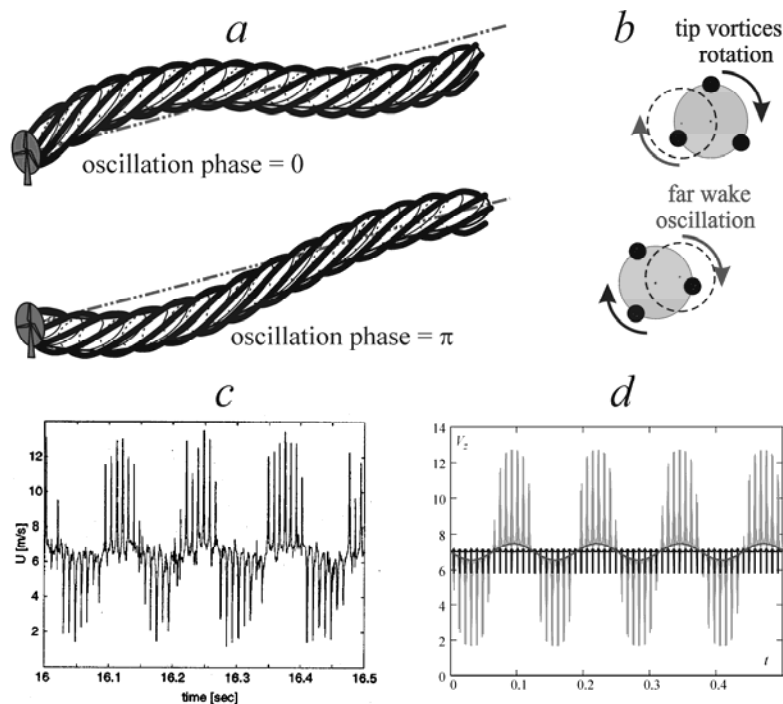 a
oscillation phase = 0
oscillation phase = π
b
tip vortices
rotation
far wake
oscillation
c
U [m/s]
12
10
8
6
4
2
16
16.1
16.2
16.3
16.4
16.5
time [sec]
d
V_z
14
12
10
8
6
4
2
0
0
0.1
0.2
0.3
0.4
t